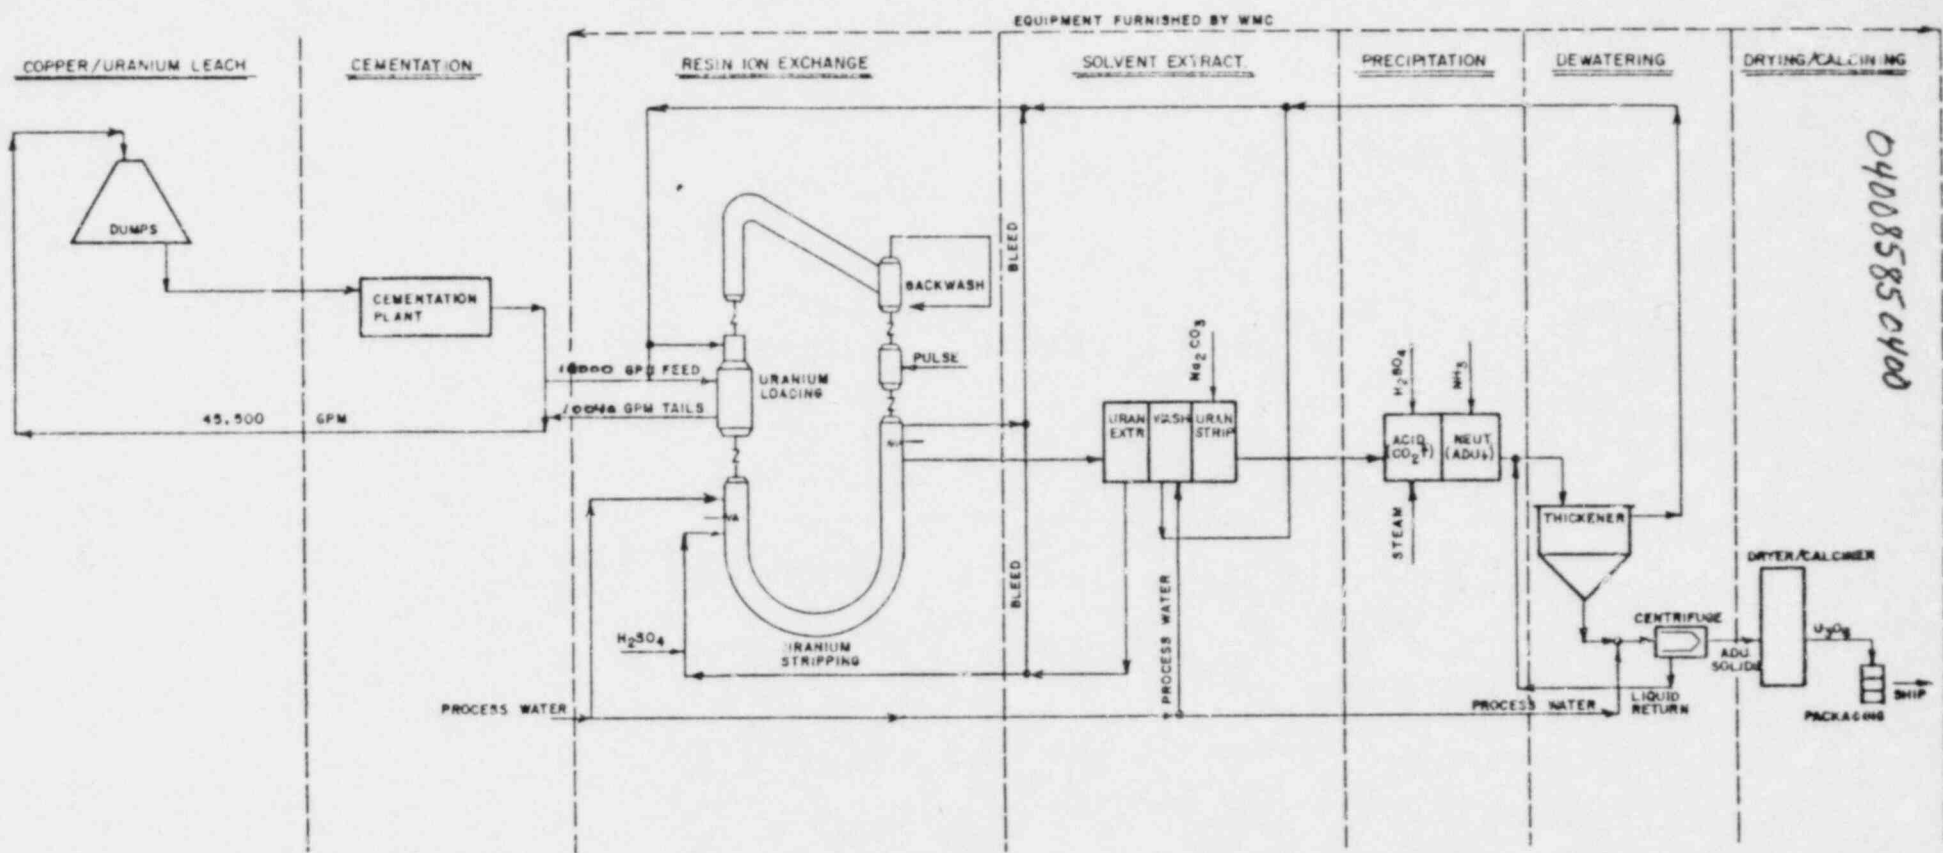 EQUIPMENT FURNISHED BY WMC
COPPER/URANIUM LEACH
CEMENTATION
RESIN ION EXCHANGE
SOLVENT EXTRACT.
PRECIPITATION
DEWATERING
DRYING/CALCINING
040085850400
DUMPS
CEMENTATION
PLANT
GPM FEED
GPM TAILS
45,500 GPM
URANIUM
LOADING
BACKWASH
PULSE
BLEED
BLEED
H2SO4
URANIUM
STRIPPING
PROCESS WATER
Na2CO3
URAN
EXTR
WASH
URAN
STRIP
PROCESS WATER
H2SO4
NH3
ACID
(CO2↑)
NEUT
(ADU↓)
STEAM
THICKENER
CENTRIFUGE
ADU
SOLIDS
LIQUID
RETURN
PROCESS WATER
DRYER/CALCINER
U3O8
PACKAGING
SHIP